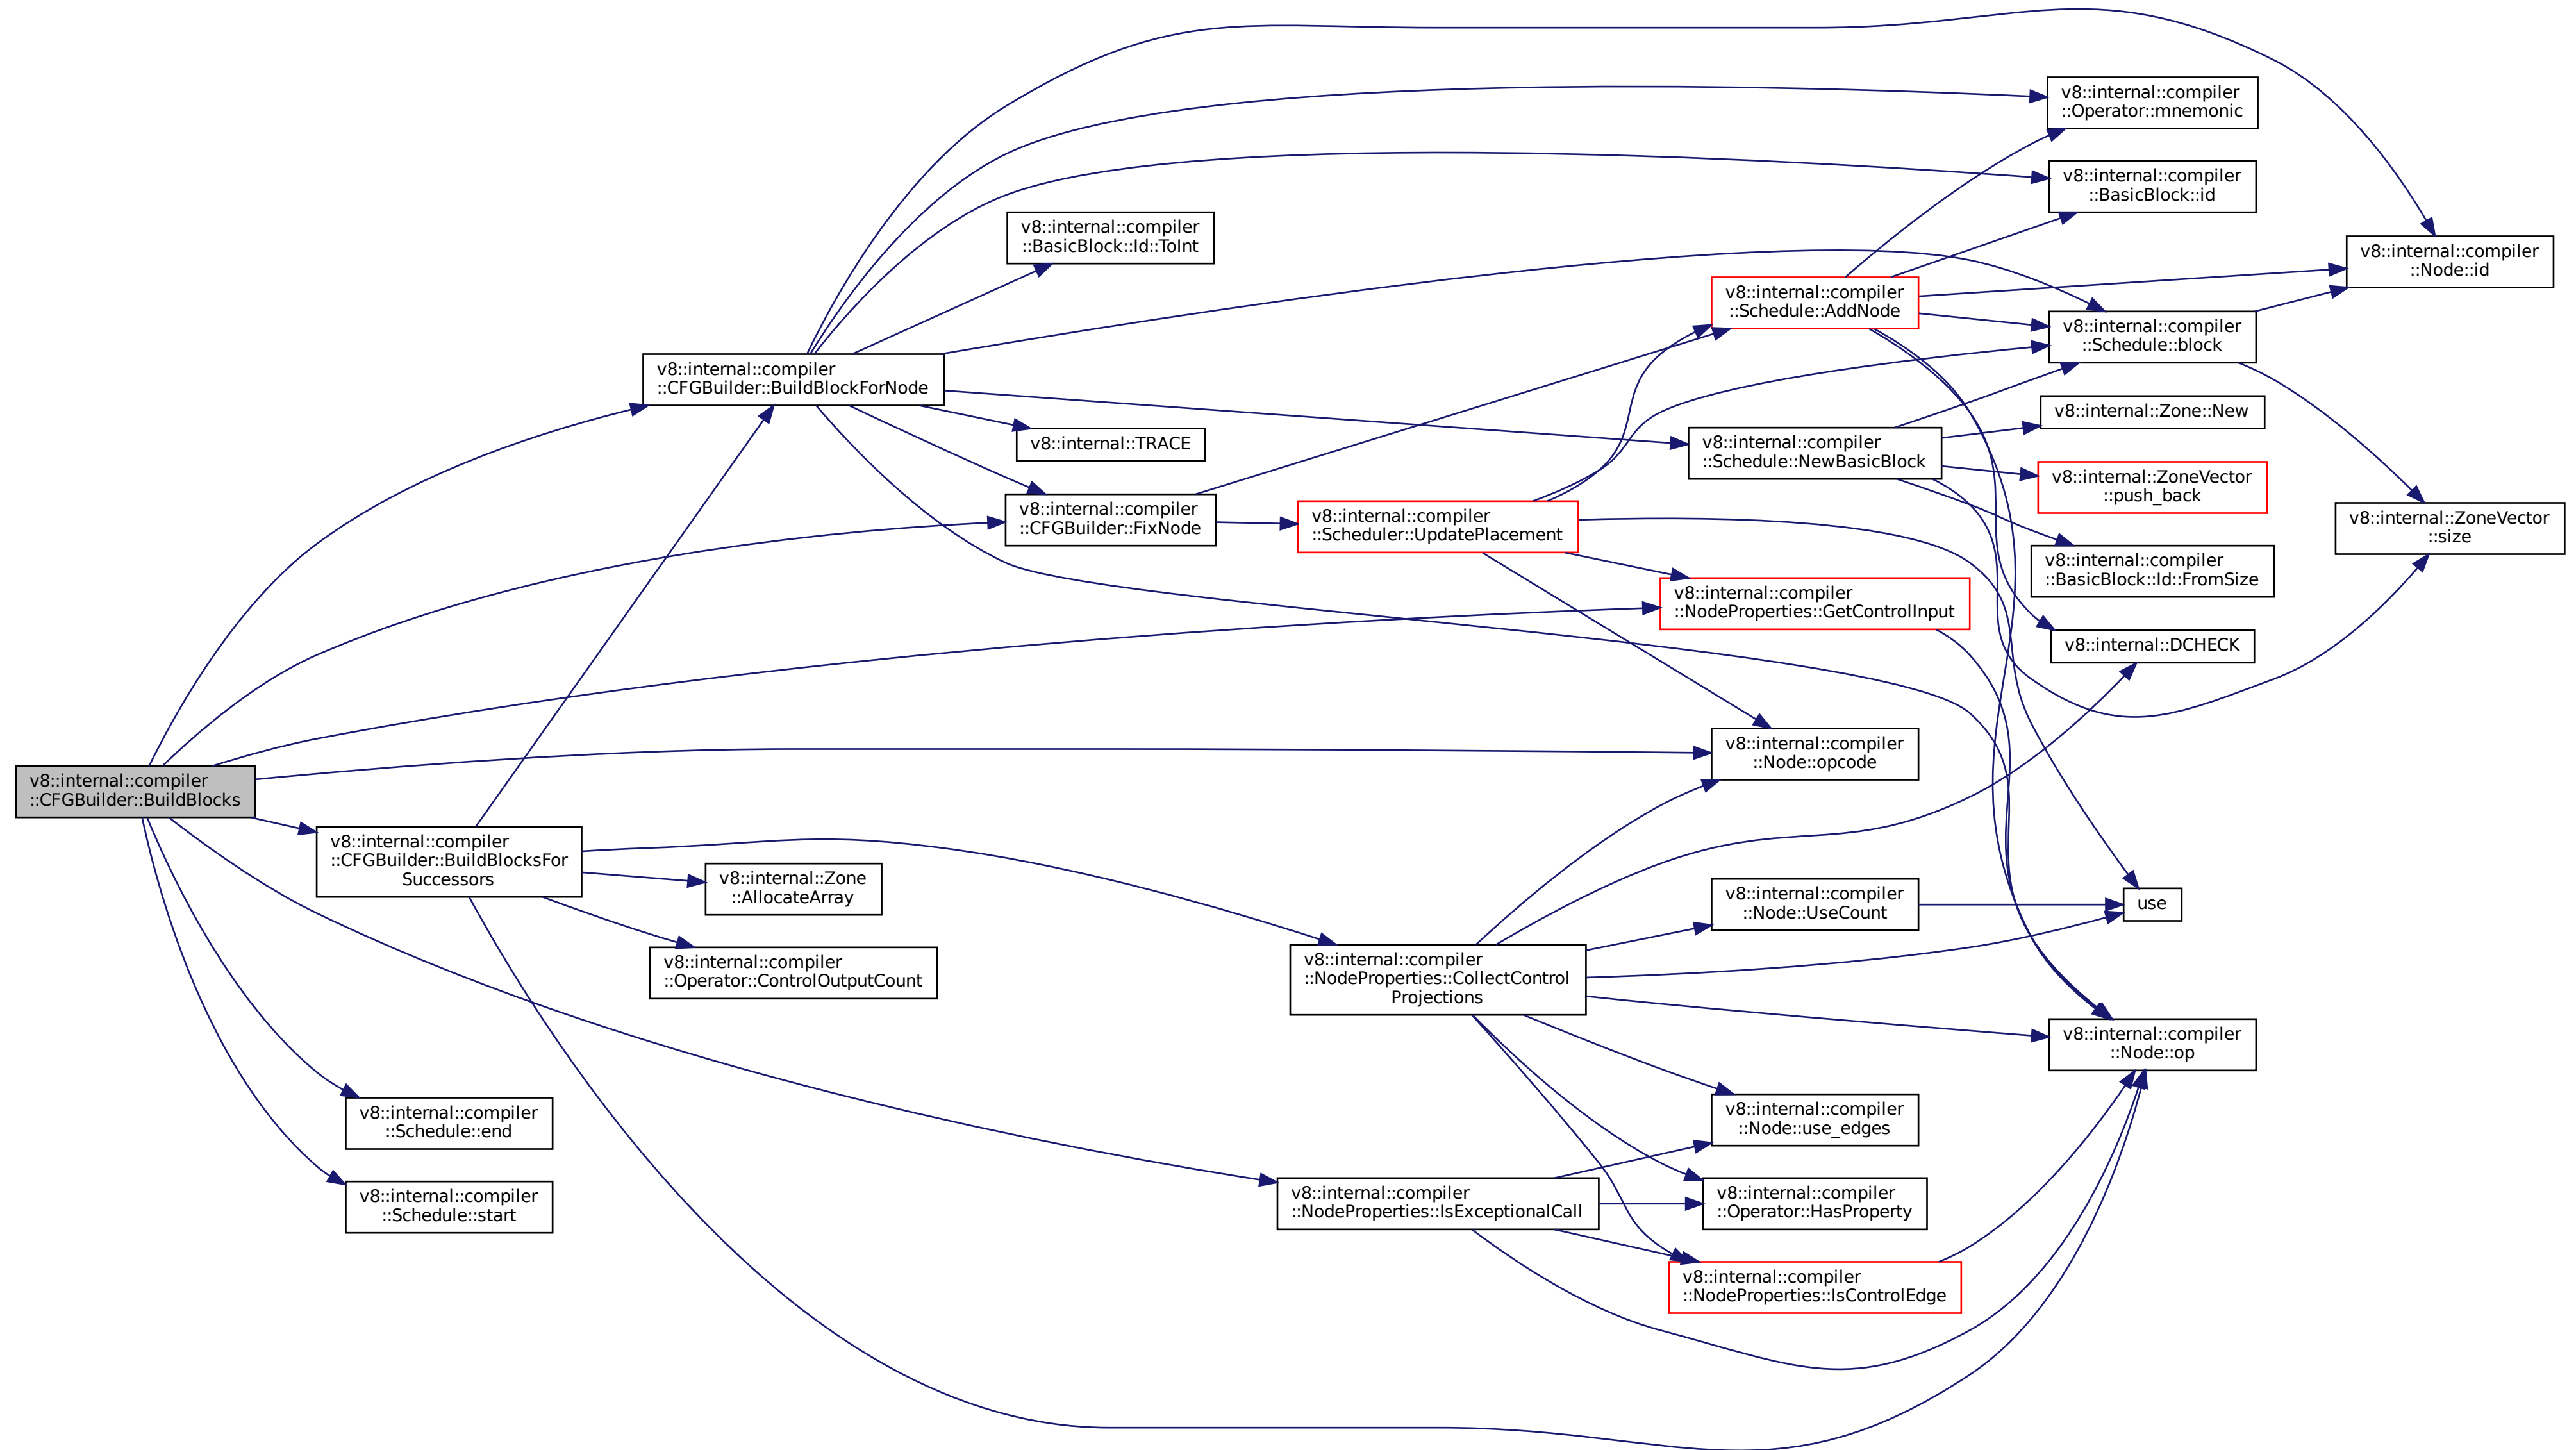 v8::internal::compiler
::CFGBuilder::BuildBlocks
v8::internal::compiler
::CFGBuilder::BuildBlocksFor
Successors
v8::internal::compiler
::Schedule::end
v8::internal::compiler
::Schedule::start
v8::internal::compiler
::CFGBuilder::BuildBlockForNode
v8::internal::Zone
::AllocateArray
v8::internal::compiler
::Operator::ControlOutputCount
v8::internal::compiler
::BasicBlock::Id::ToInt
v8::internal::TRACE
v8::internal::compiler
::CFGBuilder::FixNode
v8::internal::compiler
::Scheduler::UpdatePlacement
v8::internal::compiler
::NodeProperties::CollectControl
Projections
v8::internal::compiler
::NodeProperties::IsExceptionalCall
v8::internal::compiler
::Schedule::AddNode
v8::internal::compiler
::Schedule::NewBasicBlock
v8::internal::compiler
::NodeProperties::GetControlInput
v8::internal::compiler
::Node::opcode
v8::internal::compiler
::Node::UseCount
v8::internal::compiler
::Node::use_edges
v8::internal::compiler
::Operator::HasProperty
v8::internal::compiler
::NodeProperties::IsControlEdge
v8::internal::compiler
::Operator::mnemonic
v8::internal::compiler
::BasicBlock::id
v8::internal::compiler
::Schedule::block
v8::internal::Zone::New
v8::internal::ZoneVector
::push_back
v8::internal::compiler
::BasicBlock::Id::FromSize
v8::internal::DCHECK
use
v8::internal::compiler
::Node::op
v8::internal::compiler
::Node::id
v8::internal::ZoneVector
::size